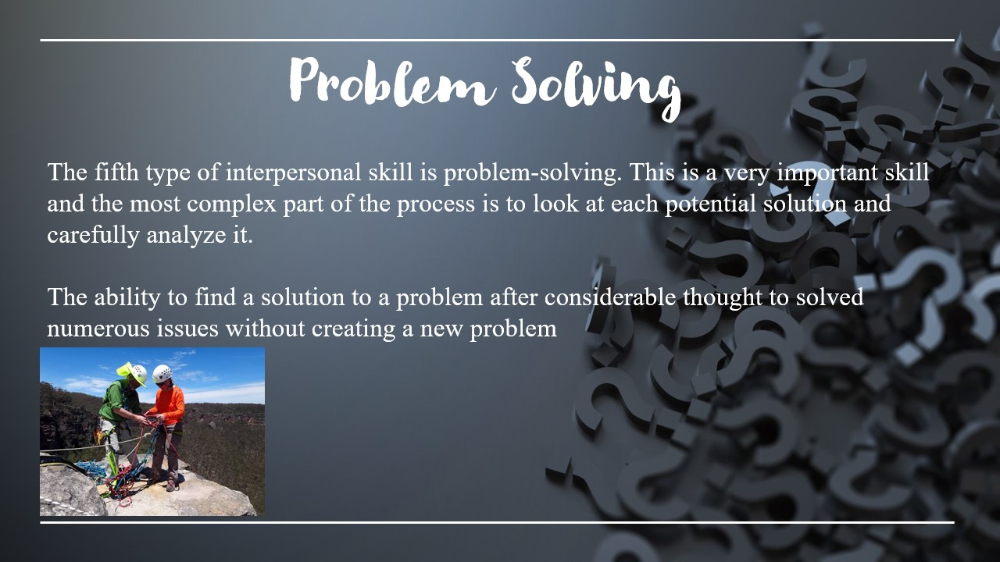 Problem Solving
The fifth type of interpersonal skill is problem-solving. This is a very important skill
and the most complex part of the process is to look at each potential solution and
carefully analyze it.
The ability to find a solution to a problem after considerable thought to solved
numerous issues without creating a new problem